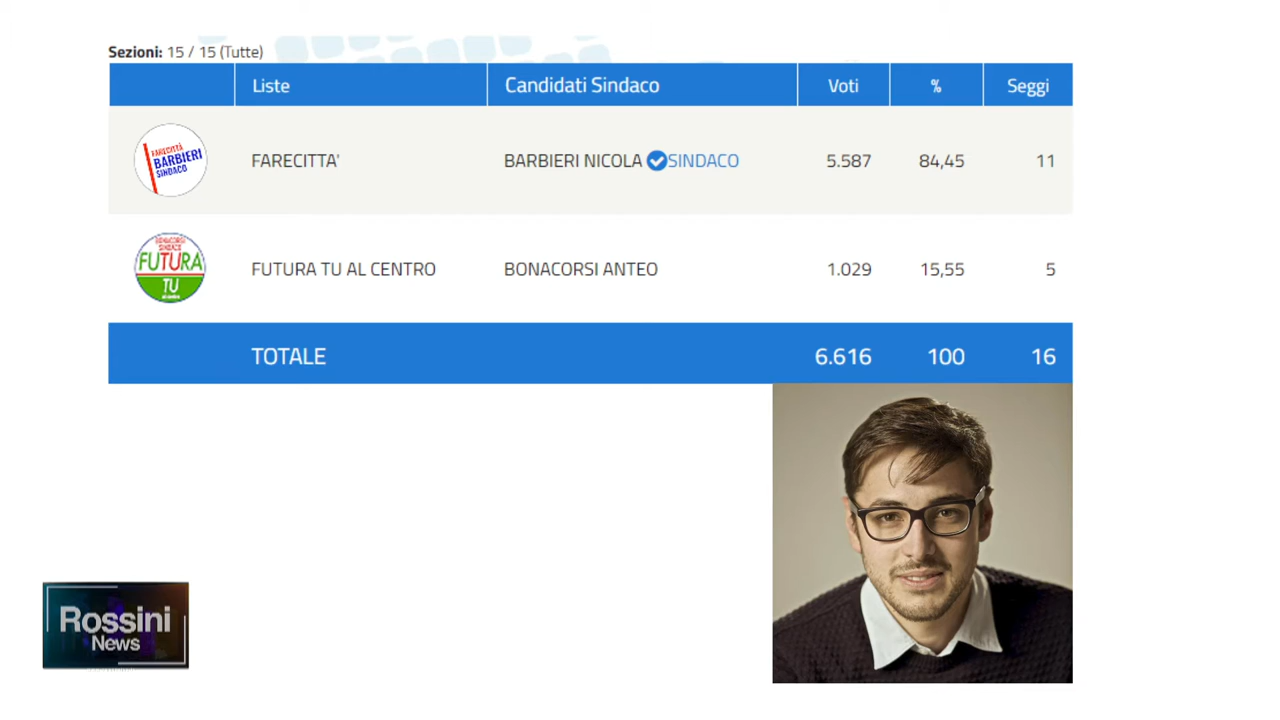 Sezioni: 15 / 15 (Tutte)
Liste Candidati Sindaco Voti % Seggi
FARECITTÀ
BARBIERI
SINDACO
FARECITTA' BARBIERI NICOLA SINDACO 5.587 84,45 11
BONACORSI
SINDACO
FUTURA
TU
FUTURA TU AL CENTRO BONACORSI ANTEO 1.029 15,55 5
TOTALE 6.616 100 16
Rossini
News